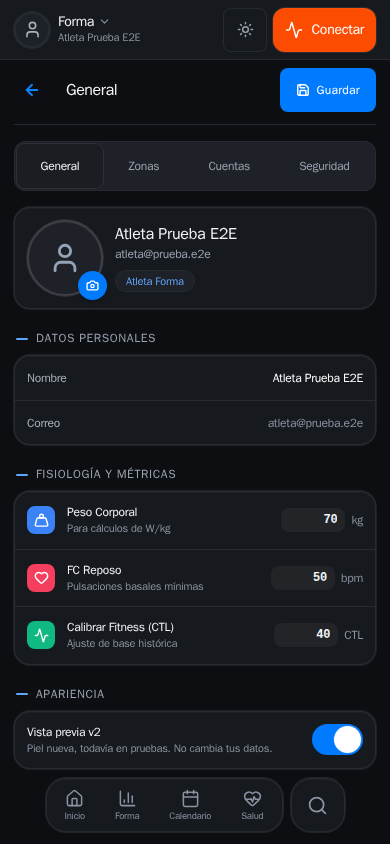 Forma
Atleta Prueba E2E
Conectar
General
Guardar
General
Zonas
Cuentas
Seguridad
Atleta Prueba E2E
atleta@prueba.e2e
Atleta Forma
DATOS PERSONALES
Nombre
Atleta Prueba E2E
Correo
atleta@prueba.e2e
FISIOLOGÍA Y MÉTRICAS
Peso Corporal
Para cálculos de W/kg
70 kg
FC Reposo
Pulsaciones basales mínimas
50 bpm
Calibrar Fitness (CTL)
Ajuste de base histórica
40 CTL
APARIENCIA
Vista previa v2
Piel nueva, todavía en pruebas. No cambia tus datos.
Inicio
Forma
Calendario
Salud